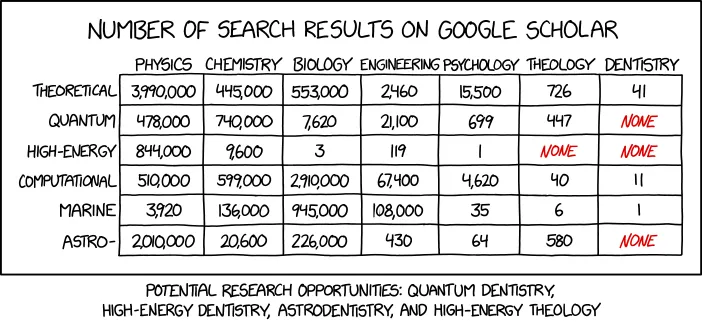 NUMBER OF SEARCH RESULTS ON GOOGLE SCHOLAR
PHYSICS CHEMISTRY BIOLOGY ENGINEERING PSYCHOLOGY THEOLOGY DENTISTRY
THEORETICAL 3,990,000 445,000 553,000 2,460 15,500 726 41
QUANTUM 478,000 740,000 7,620 21,100 699 447 NONE
HIGH-ENERGY 844,000 9,600 3 119 1 NONE NONE
COMPUTATIONAL 510,000 599,000 2,910,000 67,400 4,620 40 11
MARINE 3,920 136,000 945,000 108,000 35 6 1
ASTRO- 2,010,000 20,600 226,000 430 64 580 NONE
POTENTIAL RESEARCH OPPORTUNITIES: QUANTUM DENTISTRY,
HIGH-ENERGY DENTISTRY, ASTRODENTISTRY, AND HIGH-ENERGY THEOLOGY